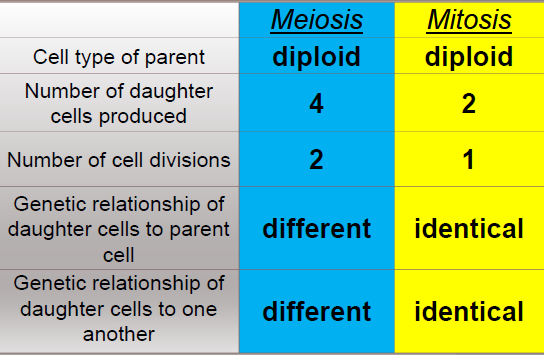 Meiosis Mitosis
Cell type of parent diploid diploid
Number of daughter
cells produced 4 2
Number of cell divisions 2 1
Genetic relationship of
daughter cells to parent
cell different identical
Genetic relationship of
daughter cells to one
another different identical